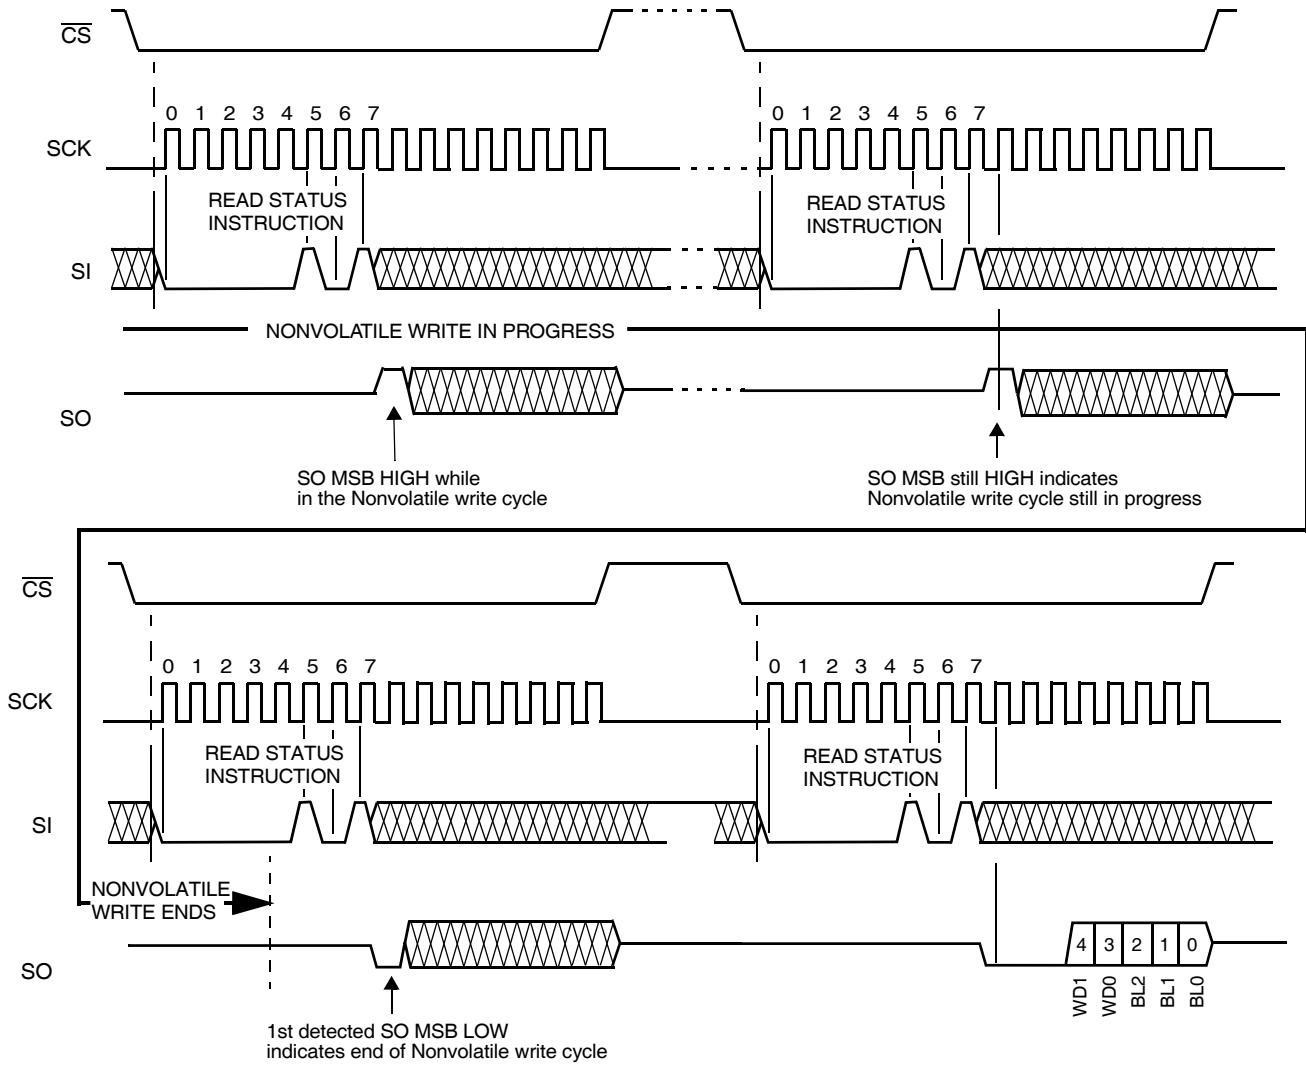 CS
0 1 2 3 4 5 6 7
0 1 2 3 4 5 6 7
SCK
READ STATUS
INSTRUCTION
READ STATUS
INSTRUCTION
SI
NONVOLATILE WRITE IN PROGRESS
SO
SO MSB HIGH while
in the Nonvolatile write cycle
SO MSB still HIGH indicates
Nonvolatile write cycle still in progress
CS
0 1 2 3 4 5 6 7
0 1 2 3 4 5 6 7
SCK
READ STATUS
INSTRUCTION
READ STATUS
INSTRUCTION
SI
NONVOLATILE
WRITE ENDS
SO
4 3 2 1 0
WD1
WD0
BL2
BL1
BL0
1st detected SO MSB LOW
indicates end of Nonvolatile write cycle